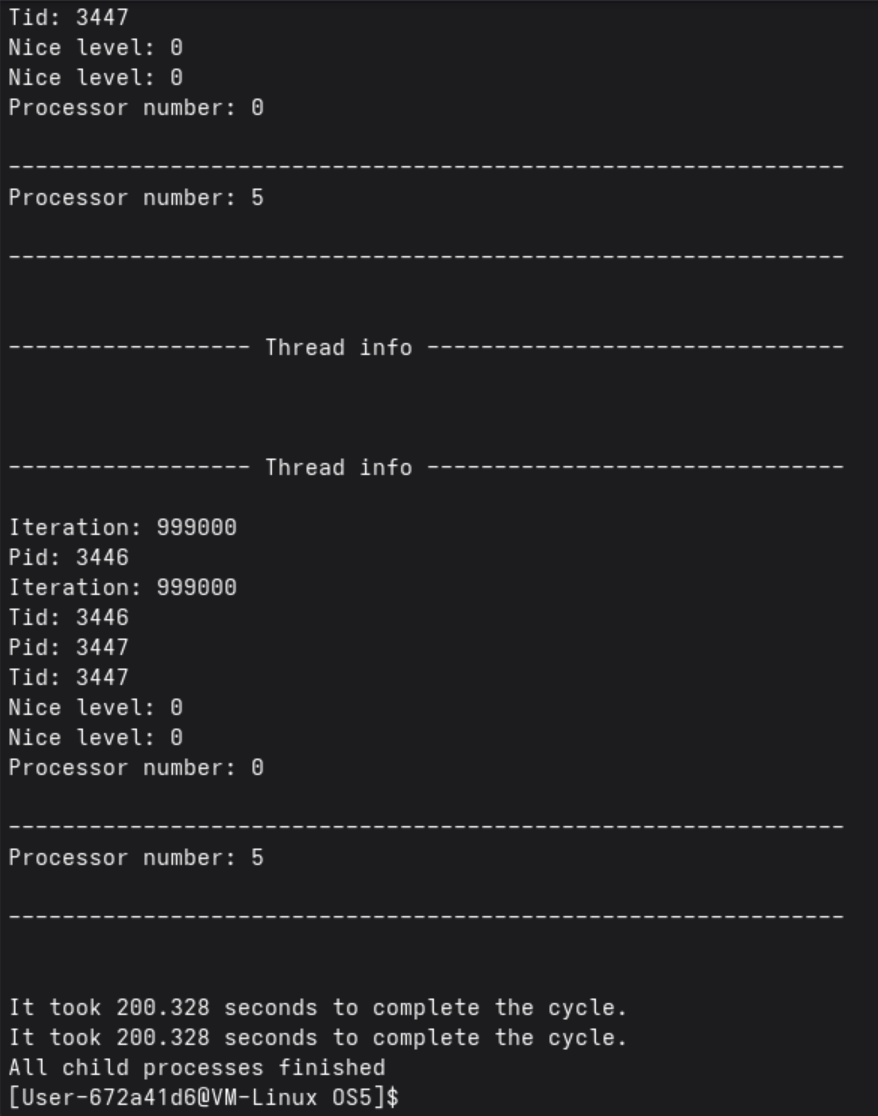 Tid: 3447
Nice level: 0
Nice level: 0
Processor number: 0
--------------------------------------------------------------
Processor number: 5
--------------------------------------------------------------
------------------ Thread info -------------------------------
------------------ Thread info -------------------------------
Iteration: 999000
Pid: 3446
Iteration: 999000
Tid: 3446
Pid: 3447
Tid: 3447
Nice level: 0
Nice level: 0
Processor number: 0
--------------------------------------------------------------
Processor number: 5
--------------------------------------------------------------
It took 200.328 seconds to complete the cycle.
It took 200.328 seconds to complete the cycle.
All child processes finished
[User-672a41d6@VM-Linux OS5]$